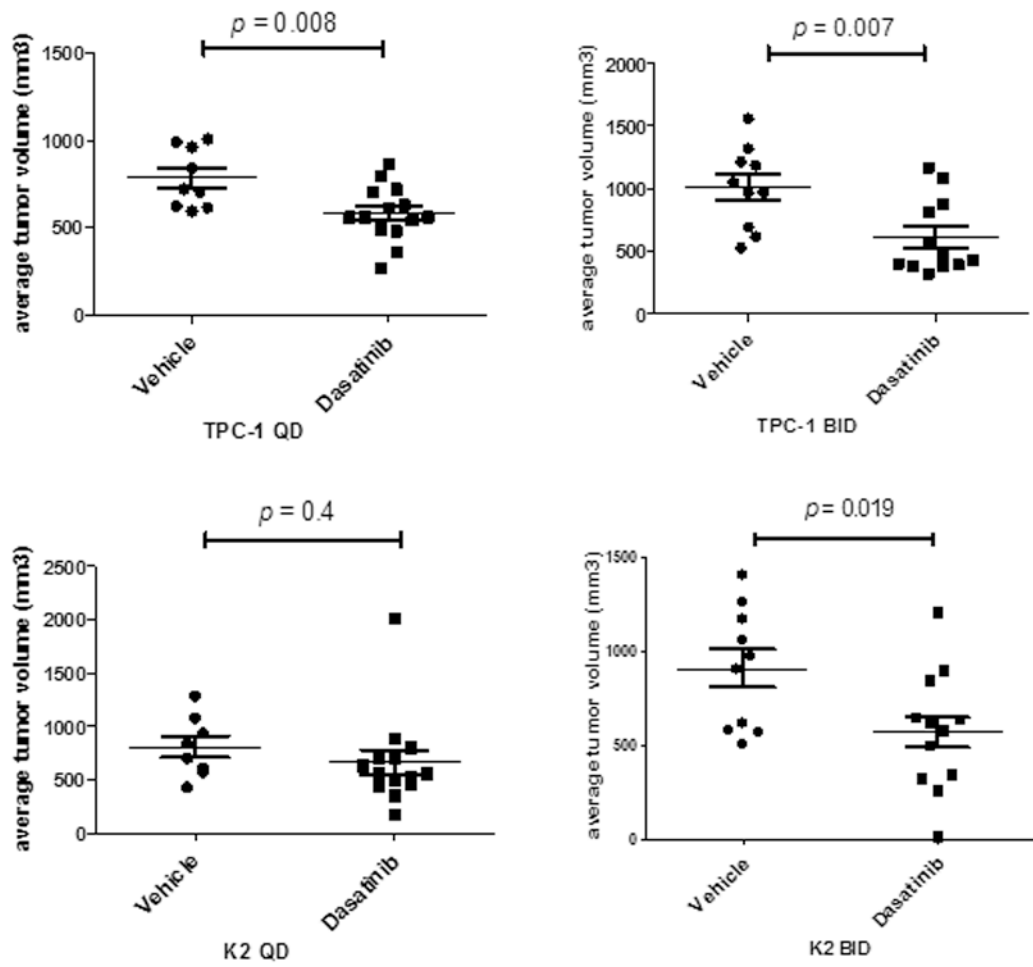 p = 0.008
average tumor volume (mm3)
1500
1000
500
0
Vehicle
Dasatinib
TPC-1 QD
p = 0.007
average tumor volume (mm3)
2000
1500
1000
500
0
Vehicle
Dasatinib
TPC-1 BID
p = 0.4
average tumor volume (mm3)
2500
2000
1500
1000
500
0
Vehicle
Dasatinib
K2 QD
p = 0.019
average tumor volume (mm3)
1500
1000
500
0
Vehicle
Dasatinib
K2 BID